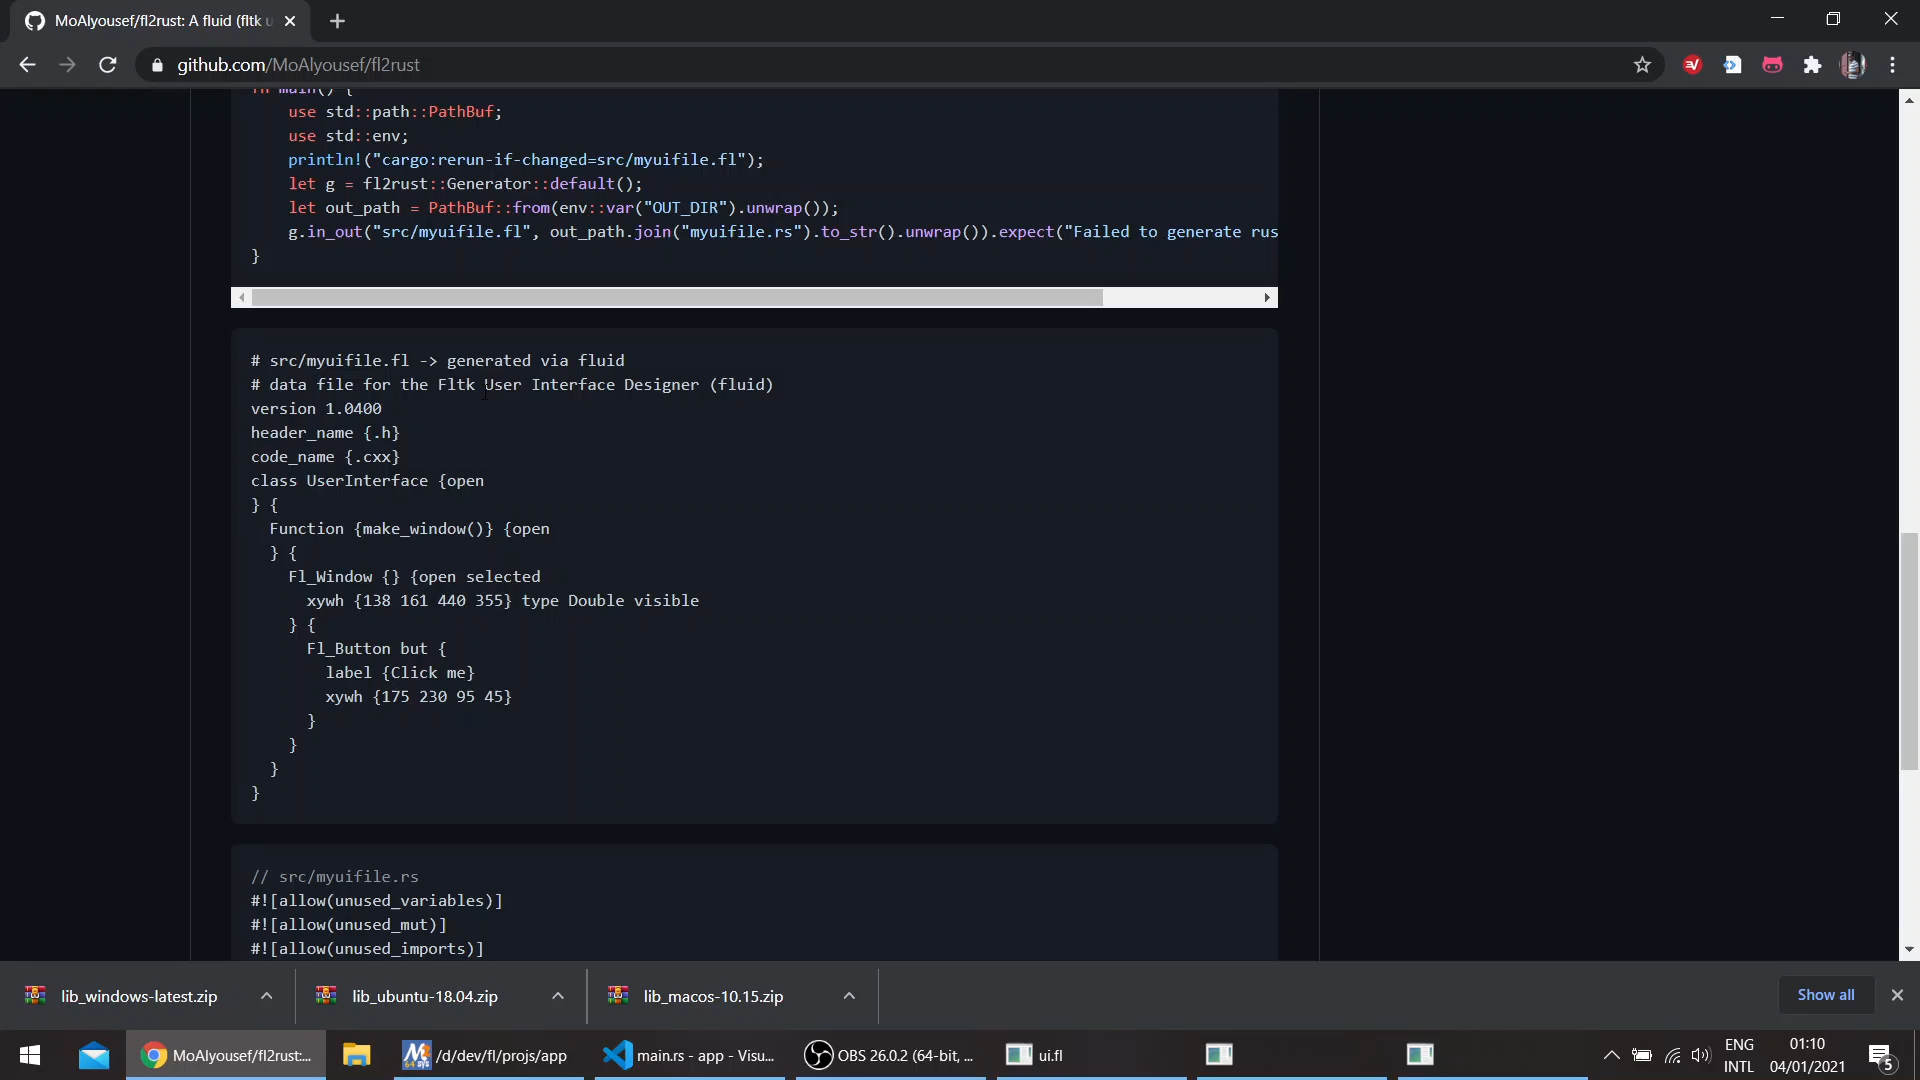 MoAlyousef/fl2rust: A fluid (fltk u
github.com/MoAlyousef/fl2rust
fn main() {
use std::path::PathBuf;
use std::env;
println!("cargo:rerun-if-changed=src/myuifile.fl");
let g = fl2rust::Generator::default();
let out_path = PathBuf::from(env::var("OUT_DIR").unwrap());
g.in_out("src/myuifile.fl", out_path.join("myuifile.rs").to_str().unwrap()).expect("Failed to generate rus
}
# src/myuifile.fl -> generated via fluid
# data file for the Fltk User Interface Designer (fluid)
version 1.0400
header_name {.h}
code_name {.cxx}
class UserInterface {open
} {
Function {make_window()} {open
} {
Fl_Window {} {open selected
xywh {138 161 440 355} type Double visible
} {
Fl_Button but {
label {Click me}
xywh {175 230 95 45}
}
}
}
}
// src/myuifile.rs
#![allow(unused_variables)]
#![allow(unused_mut)]
#![allow(unused_imports)]
lib_windows-latest.zip
lib_ubuntu-18.04.zip
lib_macos-10.15.zip
Show all
MoAlyousef/fl2rust:...
/d/dev/fl/projs/app
main.rs - app - Visu...
OBS 26.0.2 (64-bit, ...
ui.fl
ENG
INTL
01:10
04/01/2021
5